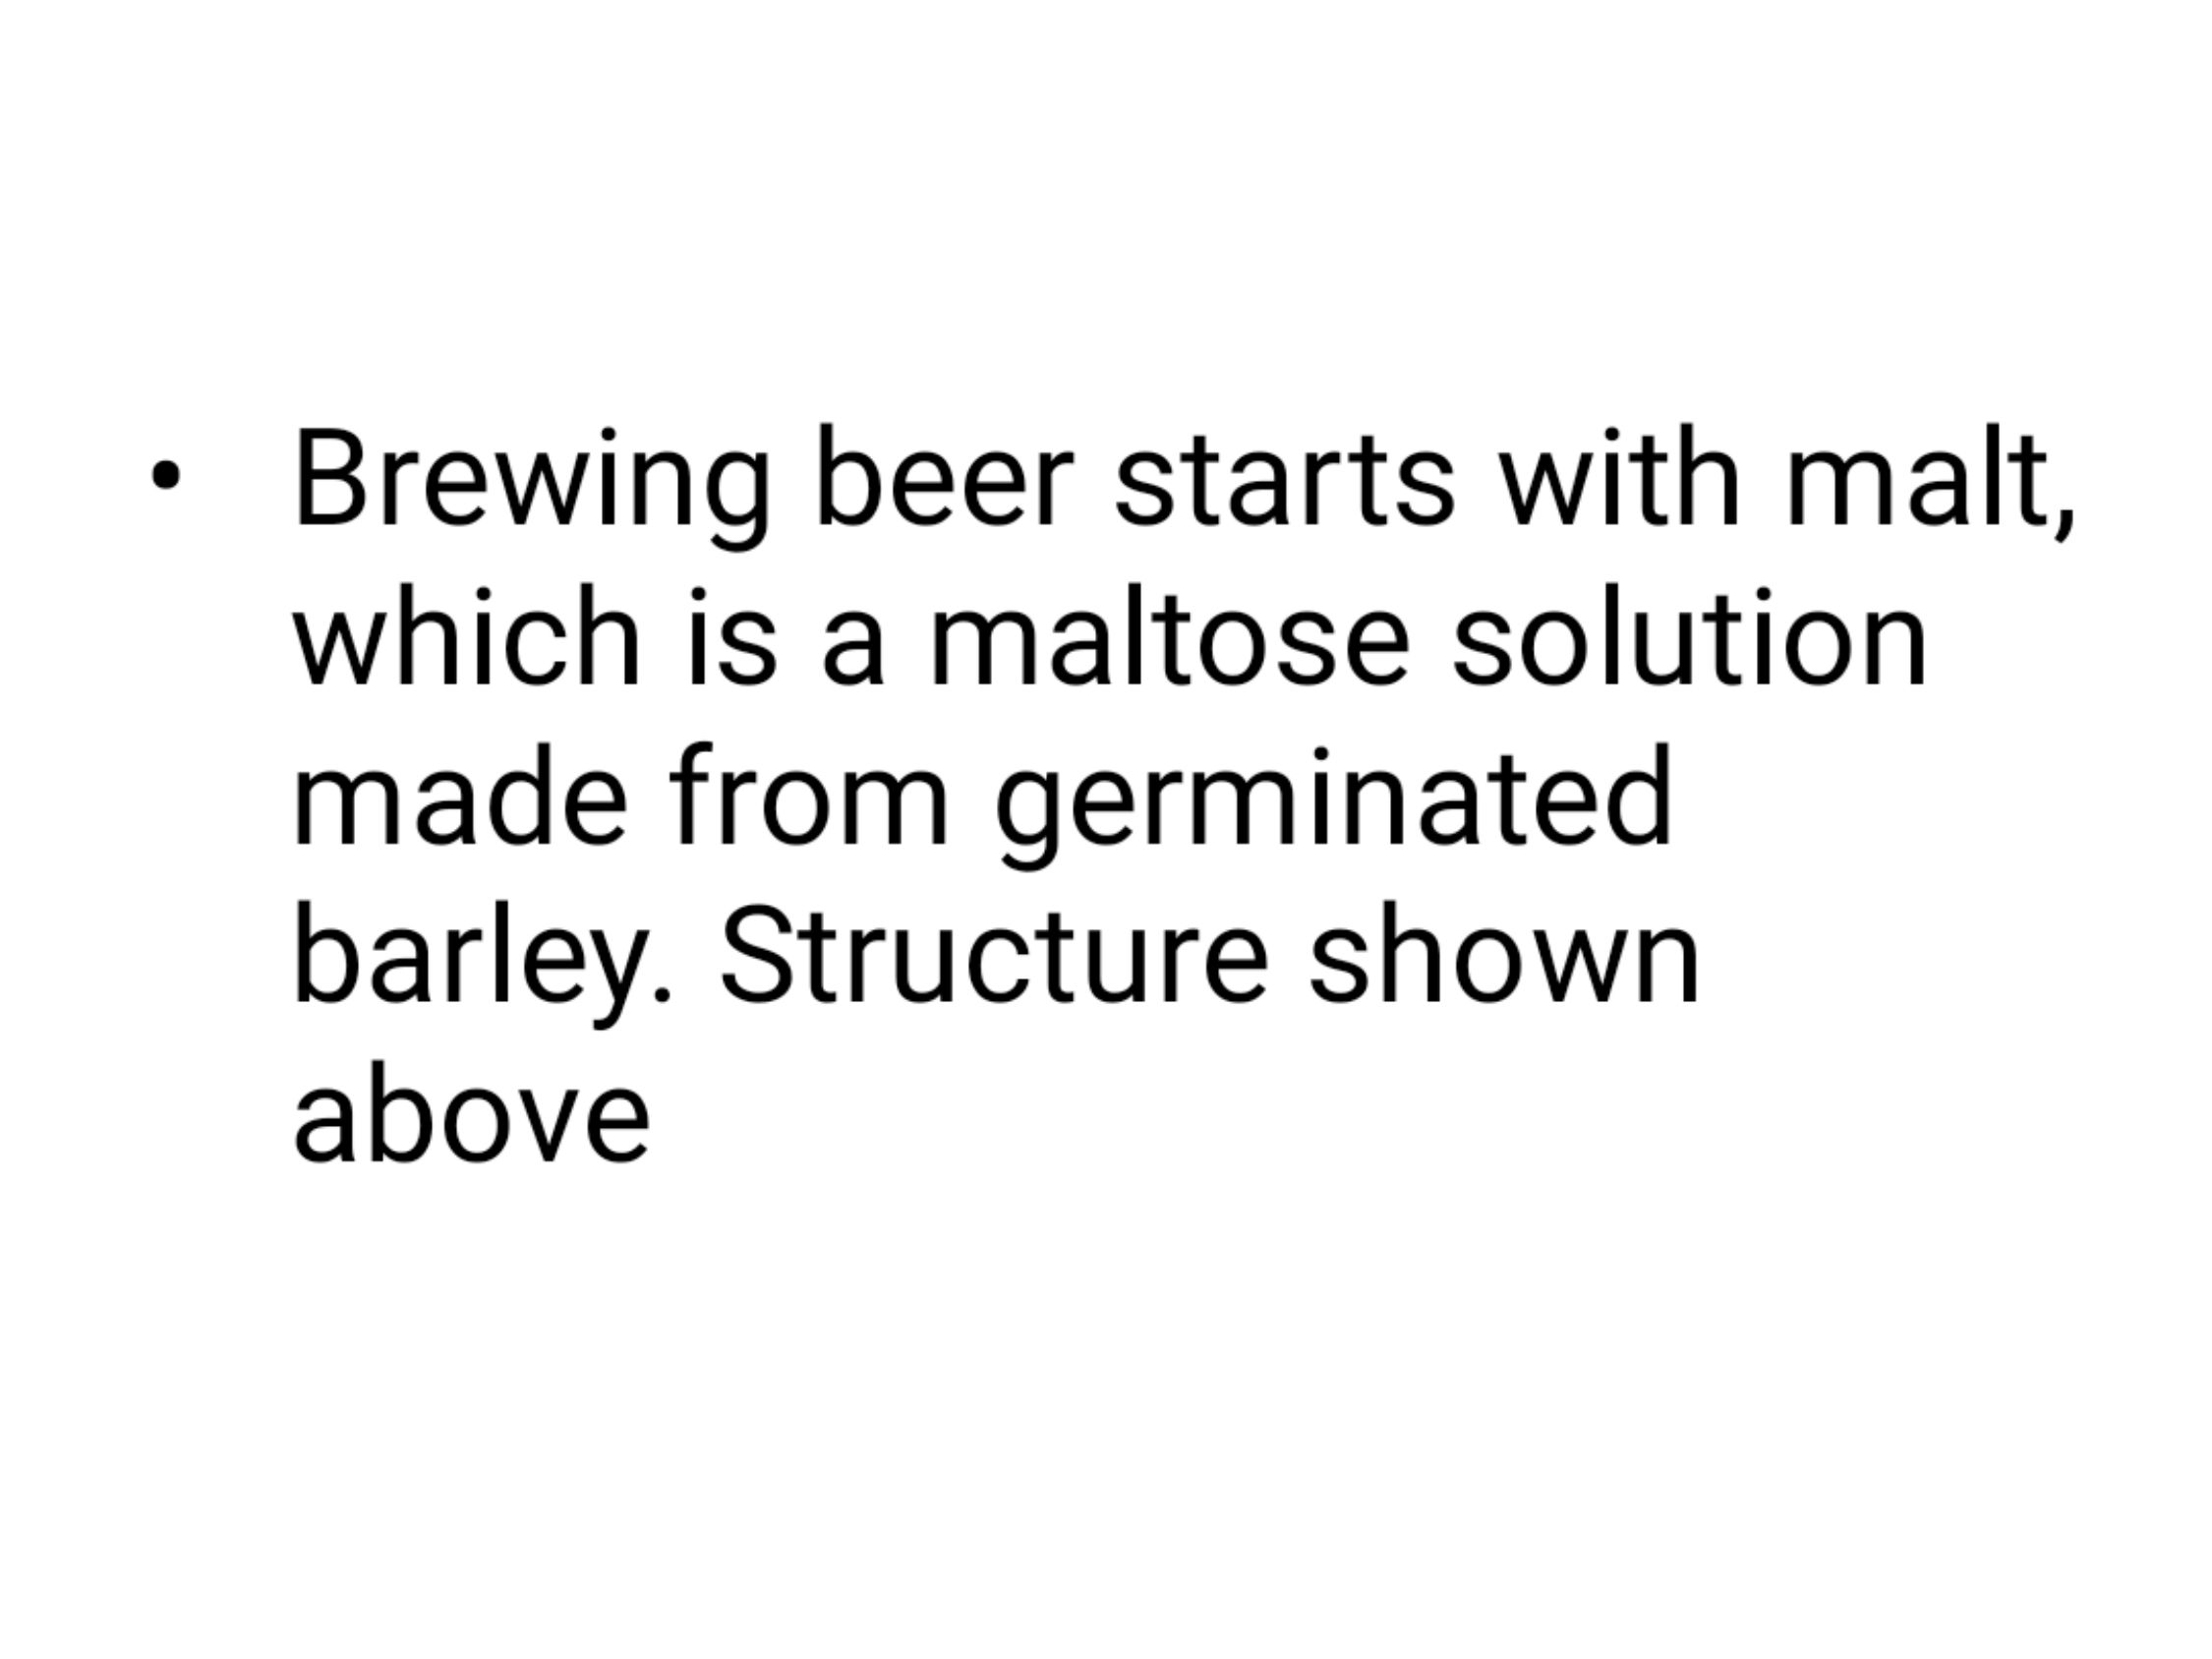 • Brewing beer starts with malt,
which is a maltose solution
made from germinated
barley. Structure shown
above